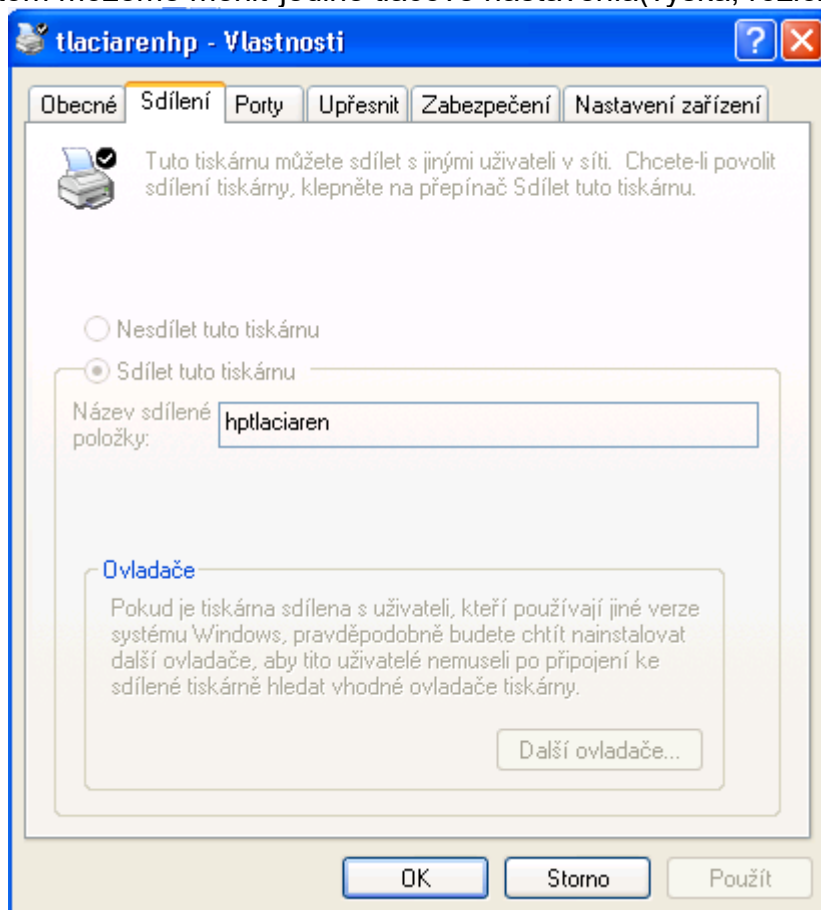 tlaciarenhp - Vlastnosti
Obecné Sdílení Porty Upřesnit Zabezpečení Nastavení zařízení
Tuto tiskárnu můžete sdílet s jinými uživateli v síti. Chcete-li povolit
sdílení tiskárny, klepněte na přepínač Sdílet tuto tiskárnu.
Nesdílet tuto tiskárnu
Sdílet tuto tiskárnu
Název sdílené
položky:
hptlaciaren
Ovladače
Pokud je tiskárna sdílena s uživateli, kteří používají jiné verze
systému Windows, pravděpodobně budete chtít nainstalovat
další ovladače, aby tito uživatelé nemuseli po připojení ke
sdílené tiskárně hledat vhodné ovladače tiskárny.
Další ovladače...
OK Storno Použít